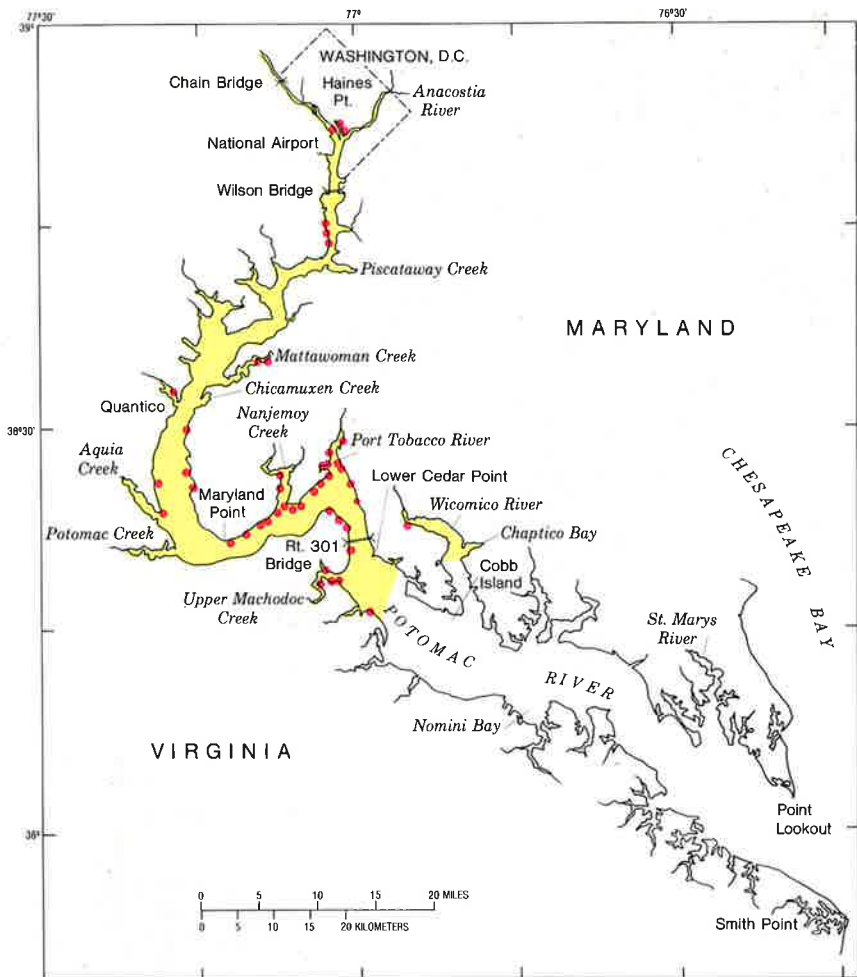 77°30'
77°
76°30'
39°
WASHINGTON, D.C.
Chain Bridge
Haines
Pt.
Anacostia
River
National Airport
Wilson Bridge
Piscataway Creek
MARYLAND
Mattawoman Creek
Chicamuxen Creek
Quantico
Nanjemoy
Creek
38°30'
Port Tobacco River
Aquia
Creek
Lower Cedar Point
Maryland
Point
Wicomico River
CHESAPEAKE BAY
Potomac Creek
Chaptico Bay
Rt. 301
Bridge
Cobb
Island
Upper Machodoc
Creek
POTOMAC
RIVER
St. Marys
River
Nomini Bay
VIRGINIA
Point
Lookout
38°
0 5 10 15 20 MILES
0 5 10 15 20 KILOMETERS
Smith Point